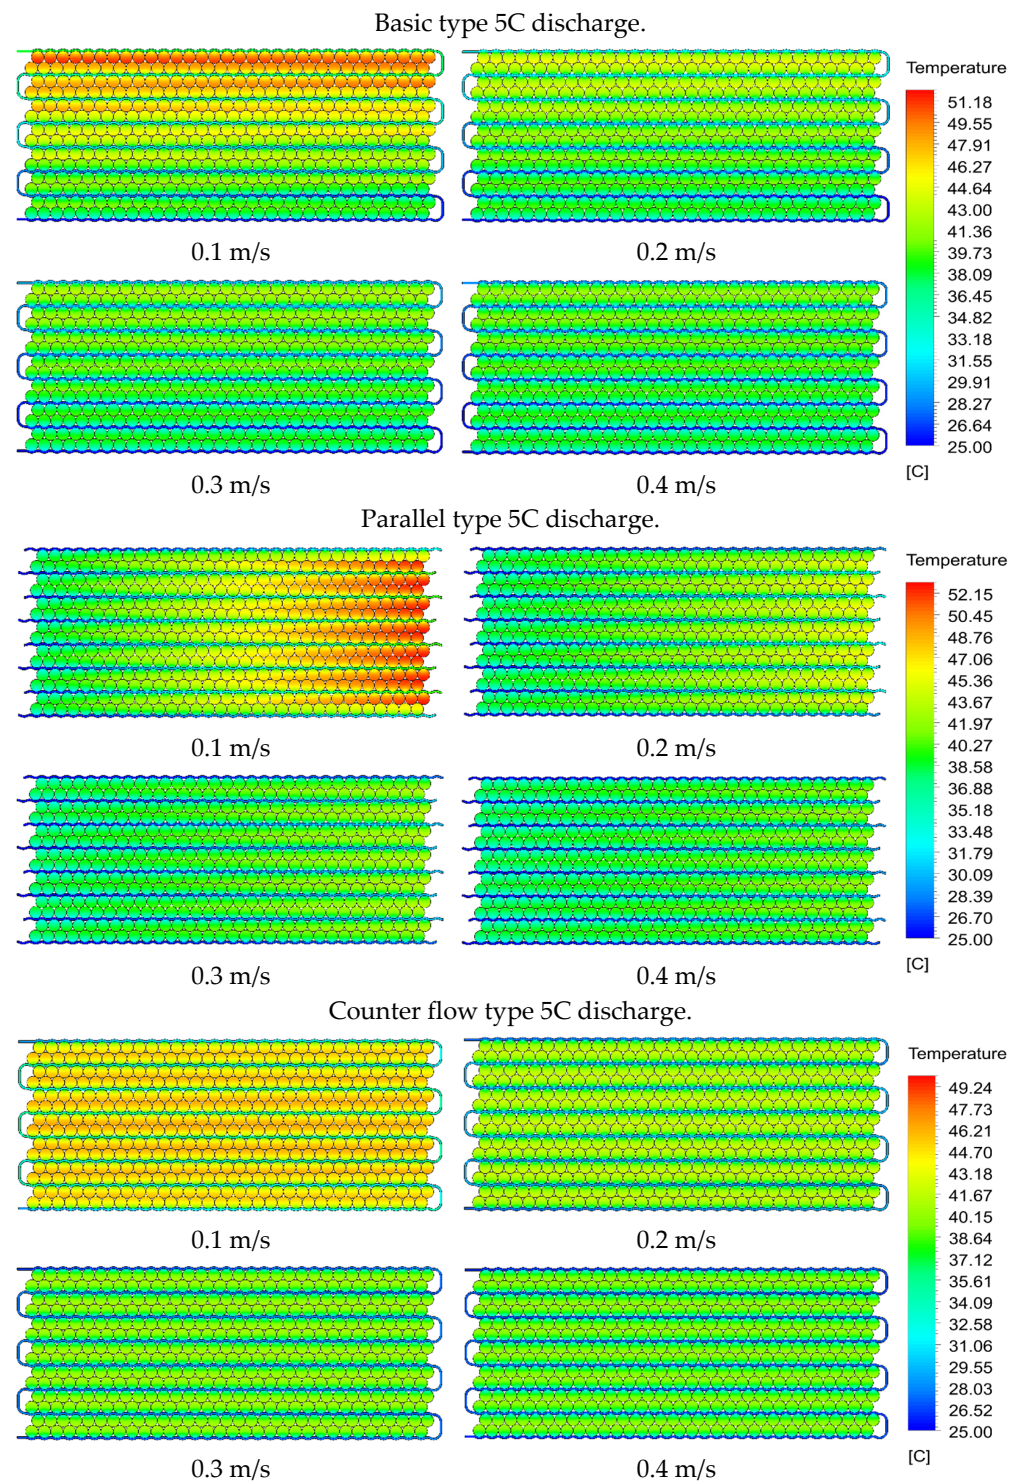 Basic type 5C discharge.
Temperature
51.18
49.55
47.91
46.27
44.64
43.00
41.36
39.73
38.09
36.45
34.82
33.18
31.55
29.91
28.27
26.64
25.00
[C]
0.1 m/s
0.2 m/s
0.3 m/s
0.4 m/s
Parallel type 5C discharge.
Temperature
52.15
50.45
48.76
47.06
45.36
43.67
41.97
40.27
38.58
36.88
35.18
33.48
31.79
30.09
28.39
26.70
25.00
[C]
0.1 m/s
0.2 m/s
0.3 m/s
0.4 m/s
Counter flow type 5C discharge.
Temperature
49.24
47.73
46.21
44.70
43.18
41.67
40.15
38.64
37.12
35.61
34.09
32.58
31.06
29.55
28.03
26.52
25.00
[C]
0.1 m/s
0.2 m/s
0.3 m/s
0.4 m/s